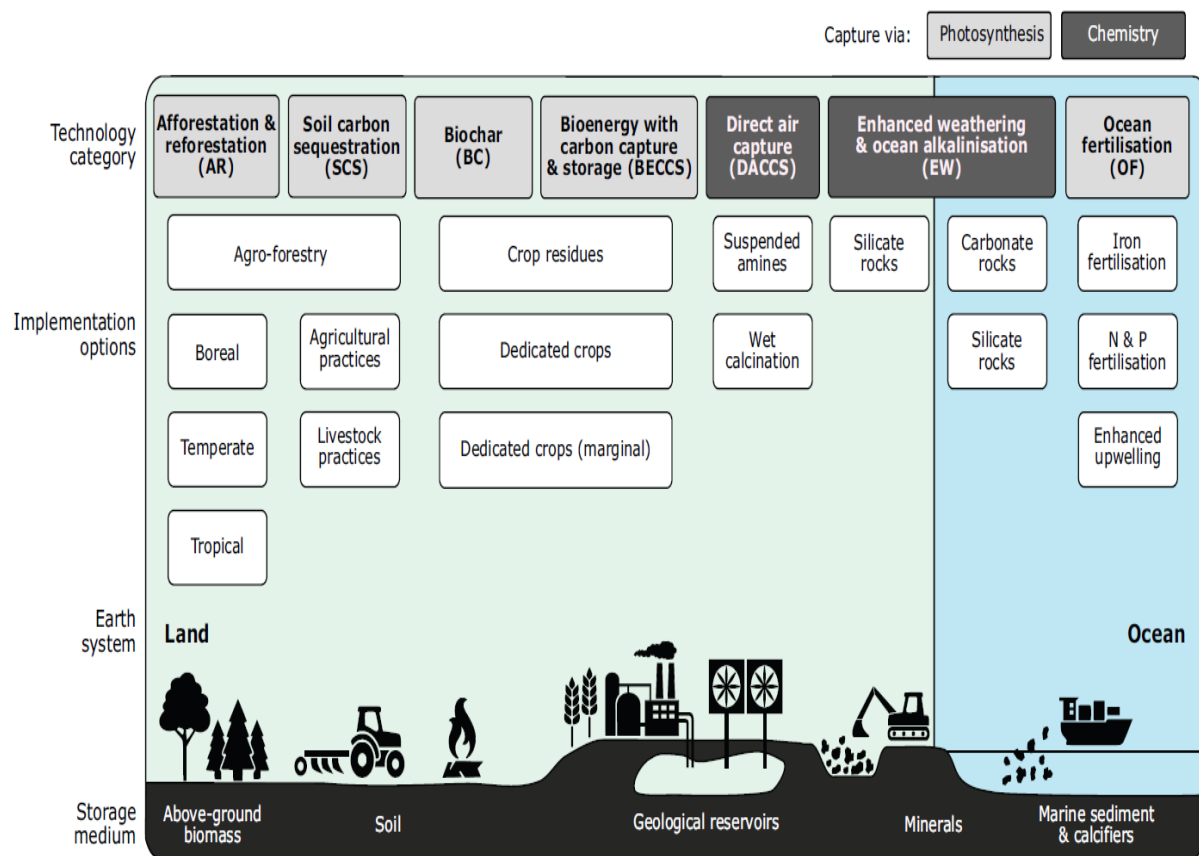 Capture via:
Photosynthesis
Chemistry
Technology
category
Afforestation &
reforestation
(AR)
Soil carbon
sequestration
(SCS)
Biochar
(BC)
Bioenergy with
carbon capture
& storage (BECCS)
Direct air
capture
(DACCS)
Enhanced weathering
& ocean alkalinisation
(EW)
Ocean
fertilisation
(OF)
Implementation
options
Agro-forestry
Crop residues
Suspended
amines
Silicate
rocks
Carbonate
rocks
Iron
fertilisation
Boreal
Agricultural
practices
Dedicated crops
Wet
calcination
Silicate
rocks
N & P
fertilisation
Temperate
Livestock
practices
Dedicated crops (marginal)
Enhanced
upwelling
Tropical
Earth
system
Land
Ocean
Storage
medium
Above-ground
biomass
Soil
Geological reservoirs
Minerals
Marine sediment
& calcifiers